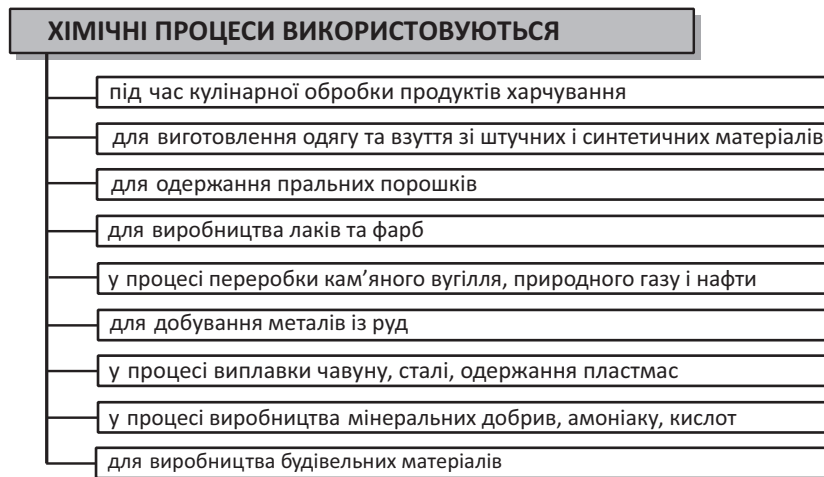 ХІМІЧНІ ПРОЦЕСИ ВИКОРИСТОВУЮТЬСЯ
під час кулінарної обробки продуктів харчування
для виготовлення одягу та взуття зі штучних і синтетичних матеріалів
для одержання пральних порошків
для виробництва лаків та фарб
у процесі переробки кам’яного вугілля, природного газу і нафти
для добування металів із руд
у процесі виплавки чавуну, сталі, одержання пластмас
у процесі виробництва мінеральних добрив, амоніаку, кислот
для виробництва будівельних матеріалів